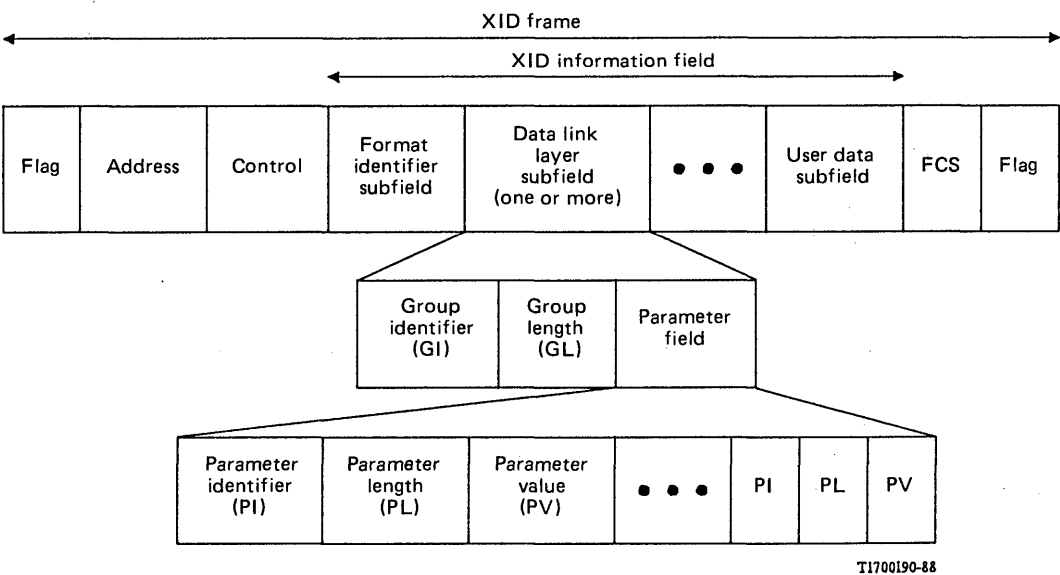 XID frame
XID information field
Flag
Address
Control
Format
identifier
subfield
Data link
layer
subfield
(one or more)
User data
subfield
FCS
Flag
Group
identifier
(GI)
Group
length
(GL)
Parameter
field
Parameter
identifier
(PI)
Parameter
length
(PL)
Parameter
value
(PV)
PI
PL
PV
T1700190-88